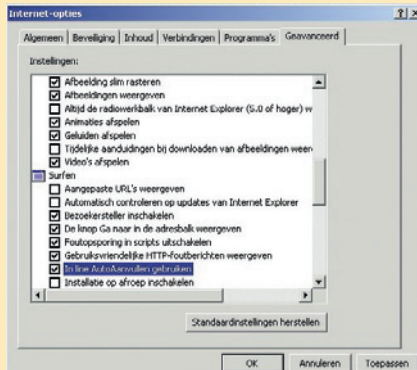 Internet-opties
Algemeen Beveiliging Inhoud Verbindingen Programma's Geavanceerd
Instellingen:
Afbeelding slim rasteren
Afbeeldingen weergeven
Altijd de radiowerkbalk van Internet Explorer (5.0 of hoger) w
Animaties afspelen
Geluiden afspelen
Tijdelijke aanduidingen bij downloaden van afbeeldingen weer
Video's afspelen
Surfen
Aangepaste URL's weergeven
Automatisch controleren op updates van Internet Explorer
Bezoekersteller inschakelen
De knop Ga naar in de adresbalk weergeven
Foutopsporing in scripts uitschakelen
Gebruiksvriendelijke HTTP-foutberichten weergeven
In line AutoAanvullen gebruiken
Installatie op afroep inschakelen
Standaardinstellingen herstellen
OK Annuleren Toepassen